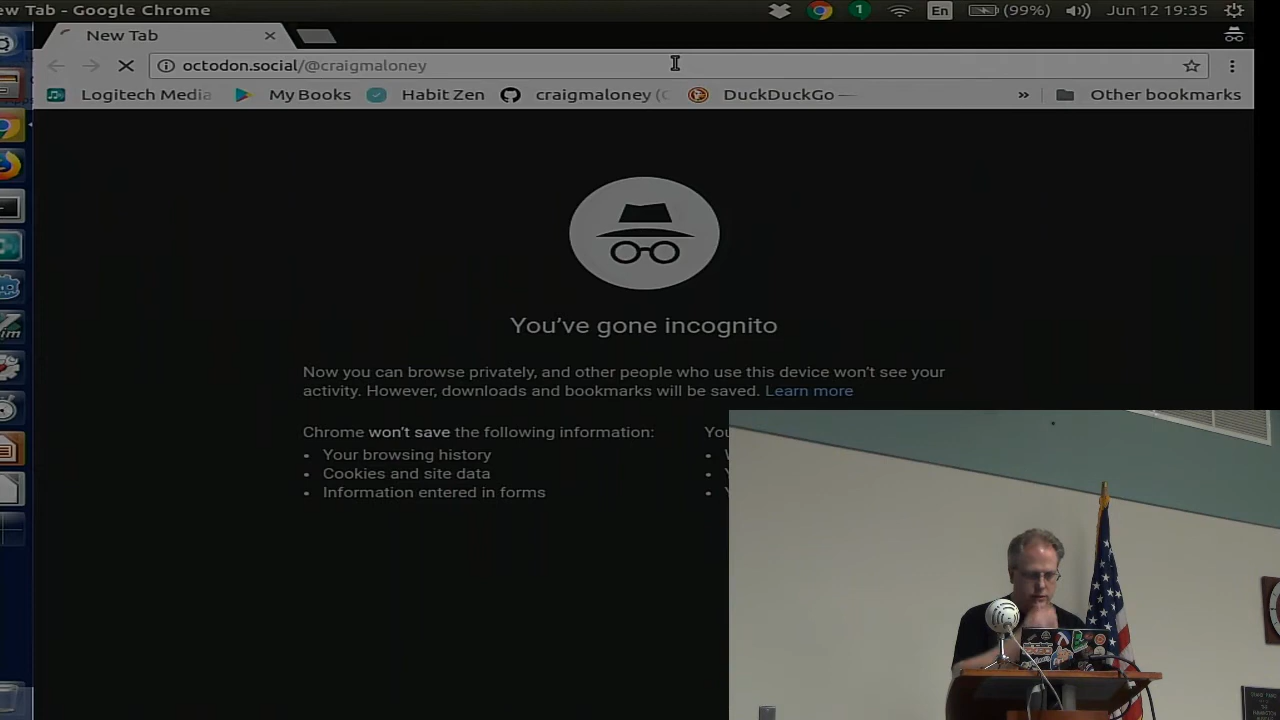 ew Tab - Google Chrome
1
En
(99%)
Jun 12 19:35
New Tab
octodon.social/@craigmaloney
Logitech Media
My Books
Habit Zen
craigmaloney (
DuckDuckGo —
»
Other bookmarks
You've gone incognito
Now you can browse privately, and other people who use this device won't see your
activity. However, downloads and bookmarks will be saved. Learn more
Chrome won't save the following information:
You
• Your browsing history
• Cookies and site data
• Information entered in forms